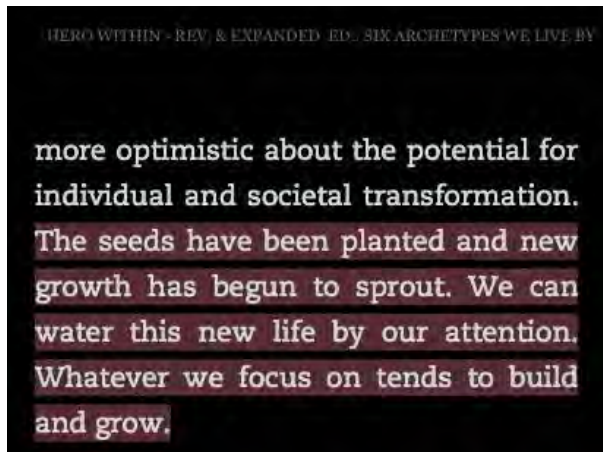 HERO WITHIN - REV. & EXPANDED ED.: SIX ARCHETYPES WE LIVE BY
more optimistic about the potential for
individual and societal transformation.
The seeds have been planted and new
growth has begun to sprout. We can
water this new life by our attention.
Whatever we focus on tends to build
and grow.